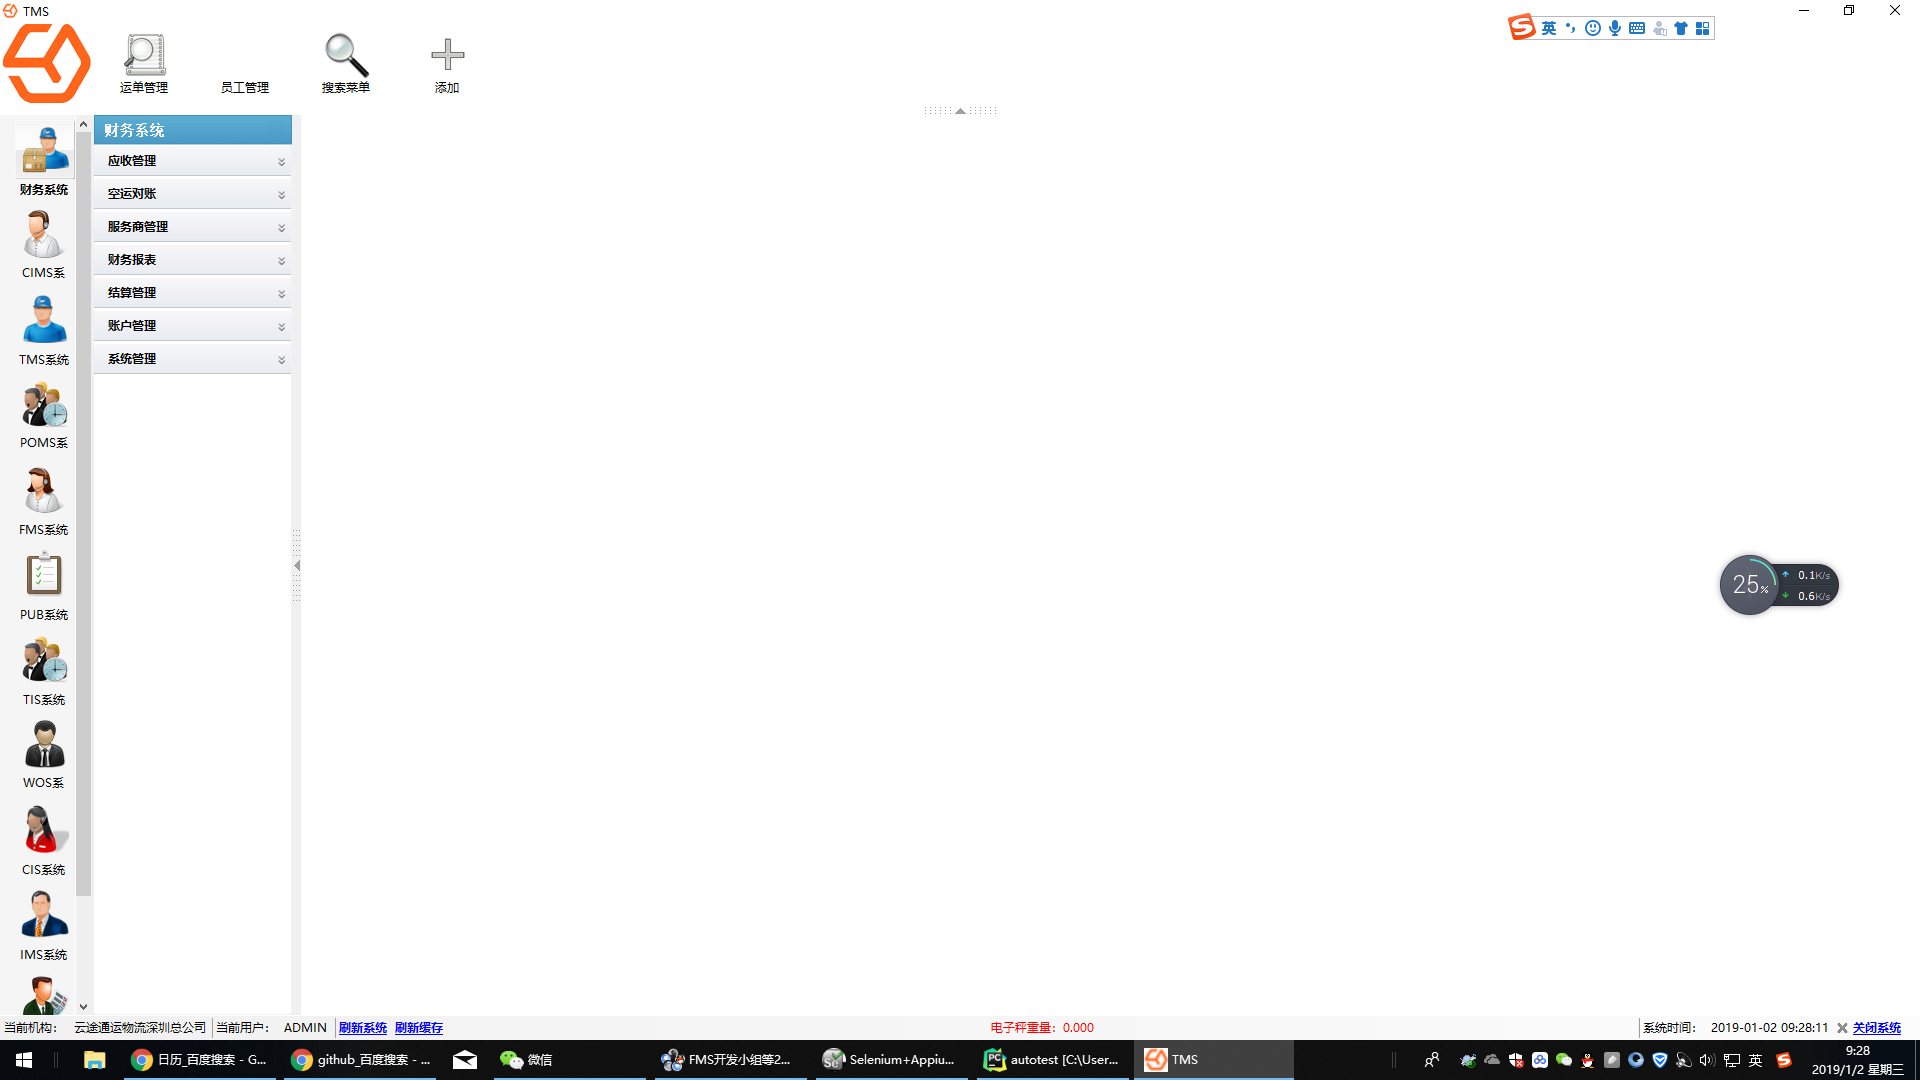 TMS
英
运单管理
员工管理
搜索菜单
添加
财务系统
CIMS系
TMS系统
POMS系
FMS系统
PUB系统
TIS系统
WOS系
CIS系统
IMS系统
财务系统
应收管理
空运对账
服务商管理
财务报表
结算管理
账户管理
系统管理
25%
0.1K/s
0.6K/s
当前机构： 云途通运物流深圳总公司 当前用户： ADMIN 刷新系统 刷新缓存
电子秤重量：0.000
系统时间： 2019-01-02 09:28:11 关闭系统
日历_百度搜索 - G...
github_百度搜索 - ...
微信
FMS开发小组等2...
Selenium+Appiu...
autotest [C:\User...
TMS
英
9:28
2019/1/2 星期三